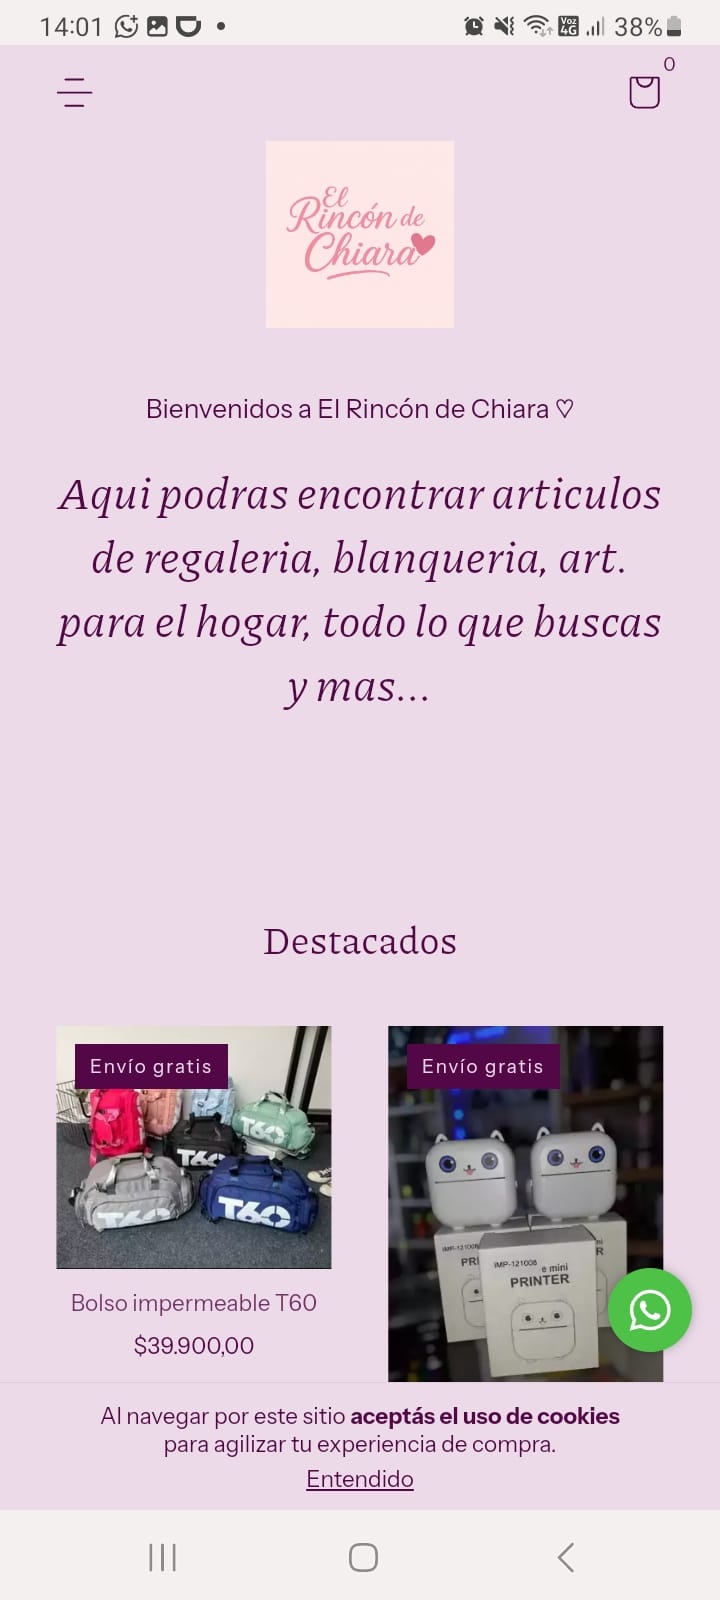 14:01
Voz
4G
38%
0
El
Rincón de
Chiara
Bienvenidos a El Rincón de Chiara ♡
Aqui podras encontrar articulos
de regaleria, blanqueria, art.
para el hogar, todo lo que buscas
y mas...
Destacados
Envío gratis
T60
T60
T60
T60
Bolso impermeable T60
$39.900,00
Envío gratis
IMP-121008
e mini
PRINTER
Al navegar por este sitio aceptás el uso de cookies
para agilizar tu experiencia de compra.
Entendido